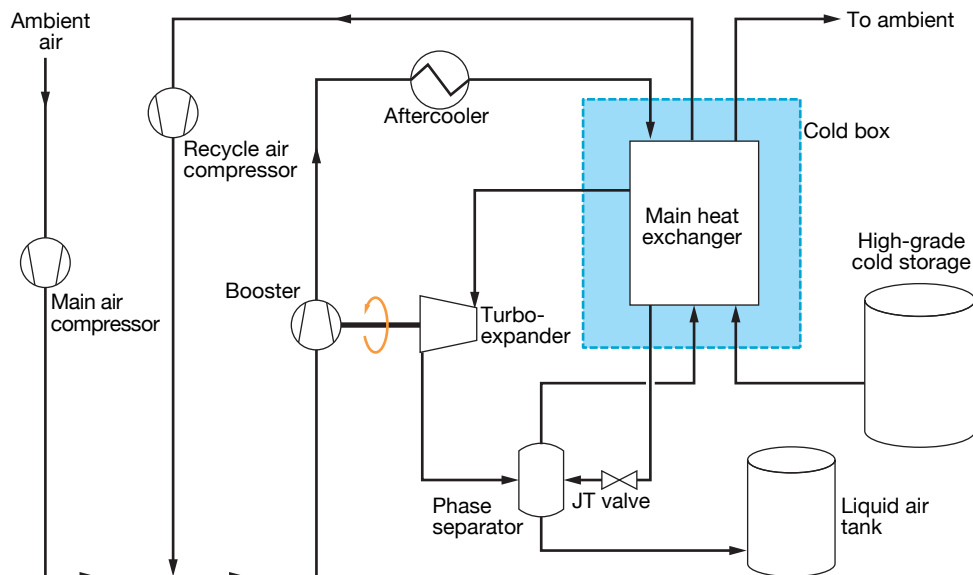 Ambient
air
To ambient
Aftercooler
Cold box
Recycle air
compressor
Main heat
exchanger
High-grade
cold storage
Main air
compressor
Booster
Turbo-
expander
Phase
separator
JT valve
Liquid air
tank